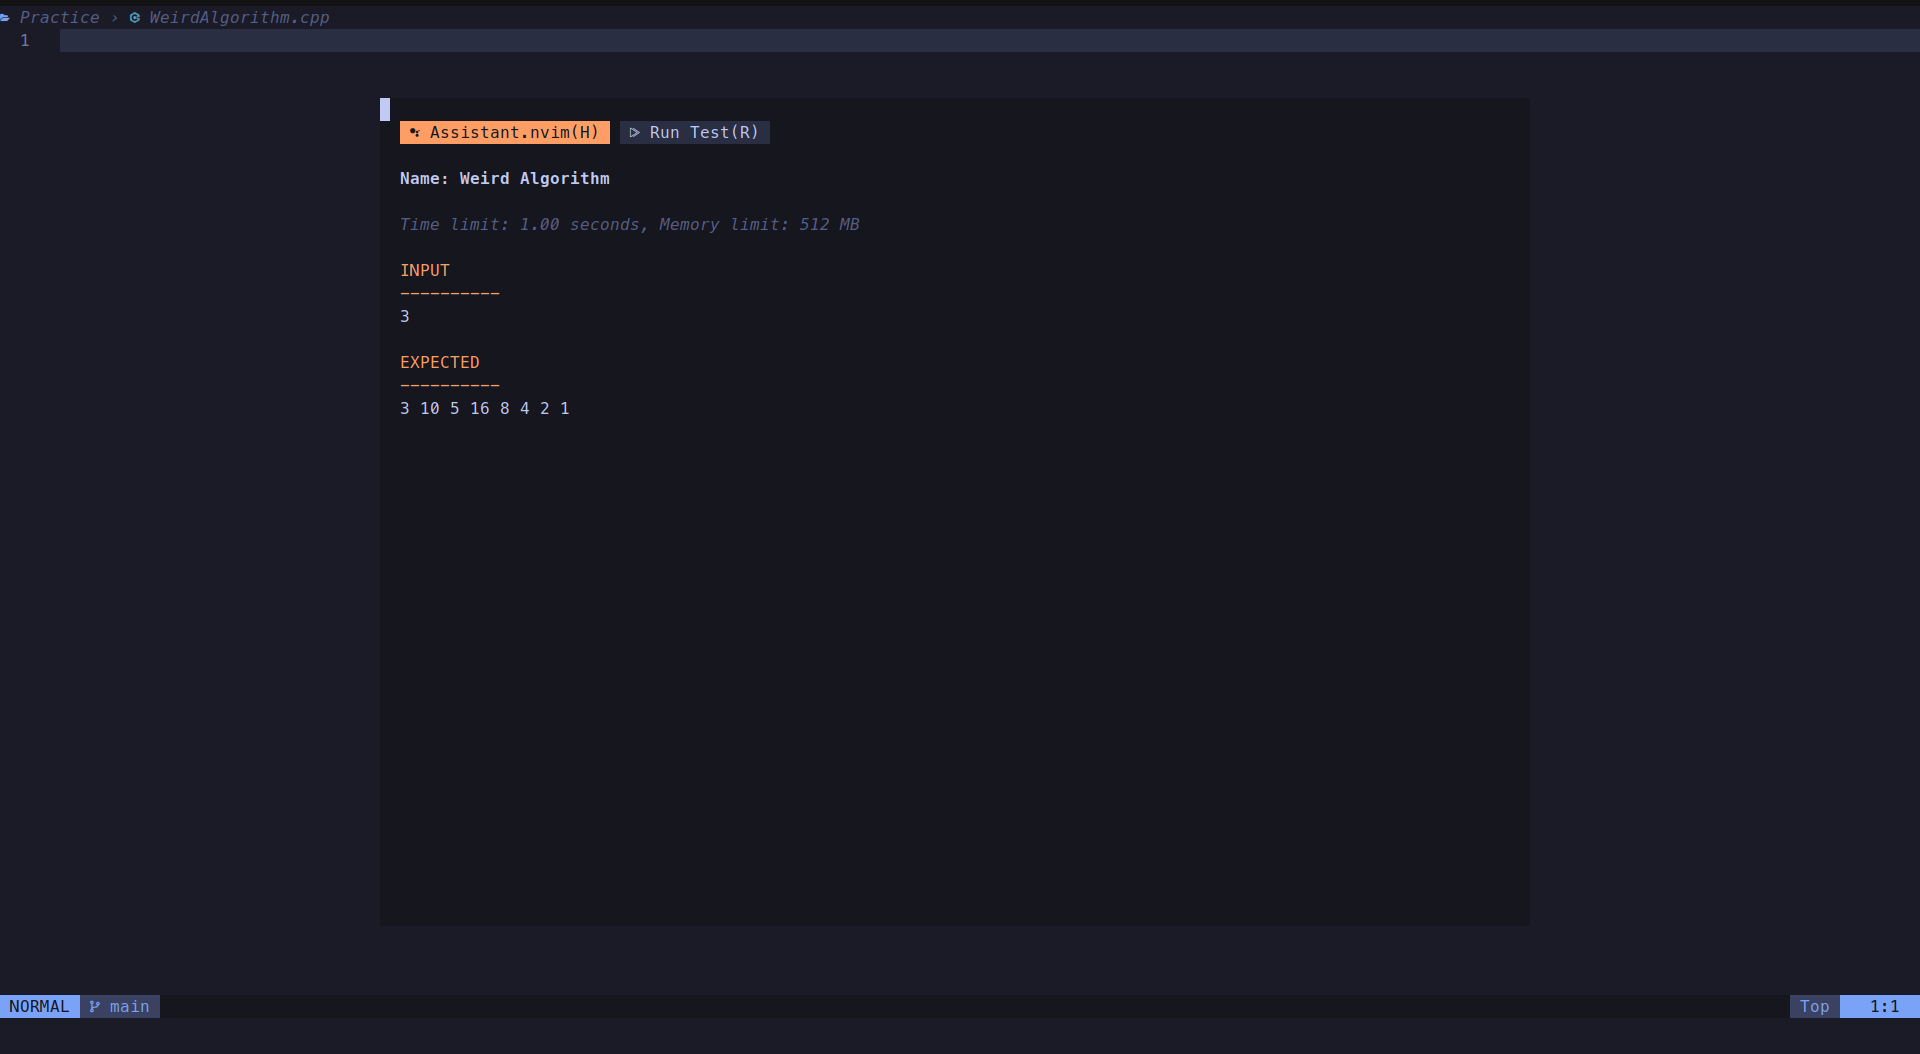 Practice › WeirdAlgorithm.cpp
1
Assistant.nvim(H) Run Test(R)
Name: Weird Algorithm
Time limit: 1.00 seconds, Memory limit: 512 MB
INPUT
----------
3
EXPECTED
----------
3 10 5 16 8 4 2 1
NORMAL main Top 1:1